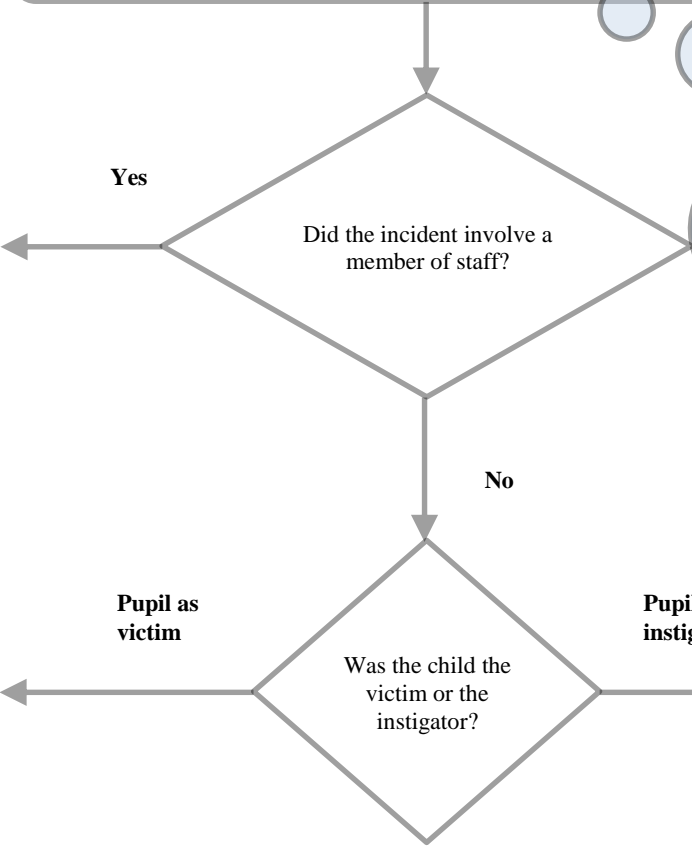 Yes
Did the incident involve a
member of staff?
No
Pupil as
victim
Was the child the
victim or the
instigator?